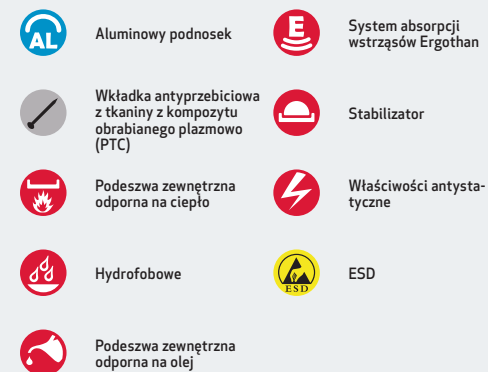 AL
Aluminowy podnosek
Wkładka antyprzebiciowa
z tkaniny z kompozytu
obrabianego plazmowo
(PTC)
Podeszwa zewnętrzna
odporna na ciepło
Hydrofobowe
Podeszwa zewnętrzna
odporna na olej
E
System absorpcji
wstrząsów Ergothan
Stabilizator
Właściwości antysta-
tyczne
ESD
ESD